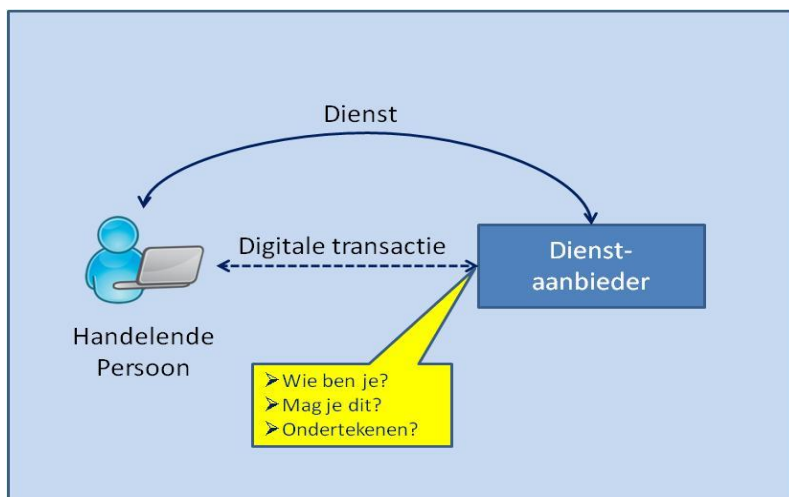 Dienst
Digitale transactie
Dienst-
aanbieder
Handelende
Persoon
➢Wie ben je?
➢Mag je dit?
➢Ondertekenen?